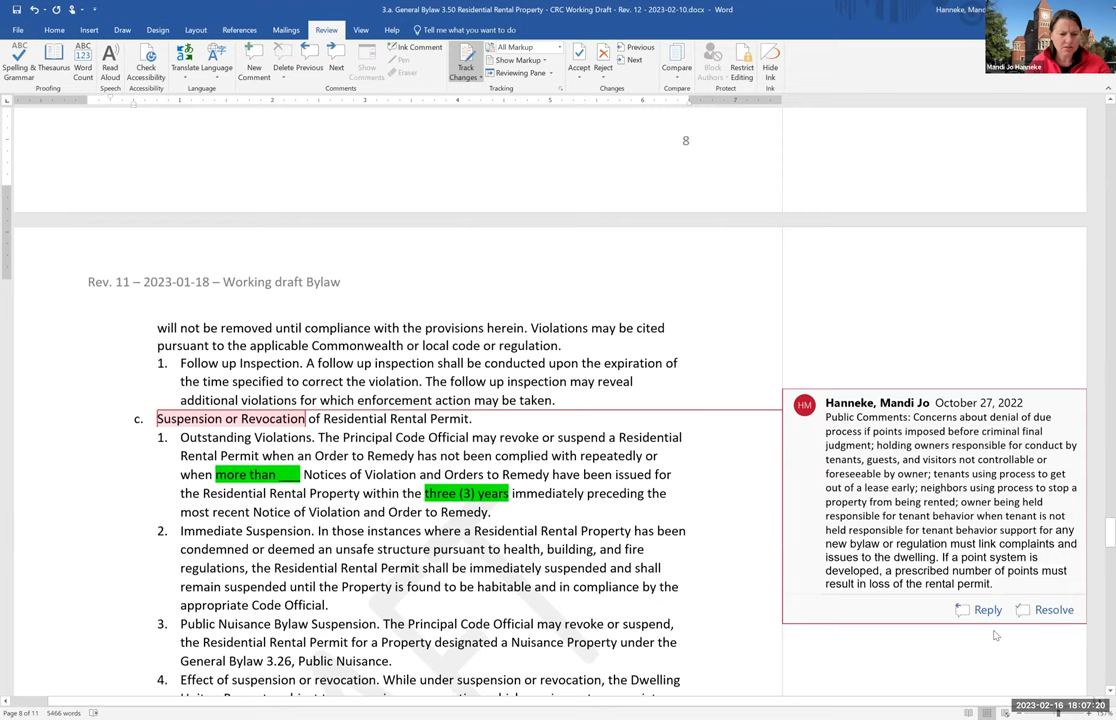 3.a. General Bylaw 3.50 Residential Rental Property - CRC Working Draft - Rev. 12 - 2023-02-10.docx - Word
Hanneke, Mandi
File Home Insert Draw Design Layout References Mailings Review View Help Tell me what you want to do
Spelling & Grammar
Thesaurus
Word Count
Read Aloud
Check Accessibility
Translate
Language
New Comment
Delete
Previous
Next
Show Comments
Ink Comment
Pen
Eraser
Track Changes
All Markup
Show Markup
Reviewing Pane
Accept
Reject
Previous
Next
Compare
Block Authors
Restrict Editing
Hide Ink
Proofing Speech Accessibility Language Comments Tracking Changes Compare Protect Ink
Mandi Jo Hanneke
1 2 3 4 5 6 7
8
Rev. 11 – 2023-01-18 – Working draft Bylaw
will not be removed until compliance with the provisions herein. Violations may be cited
pursuant to the applicable Commonwealth or local code or regulation.
1. Follow up Inspection. A follow up inspection shall be conducted upon the expiration of
the time specified to correct the violation. The follow up inspection may reveal
additional violations for which enforcement action may be taken.
c. Suspension or Revocation of Residential Rental Permit.
1. Outstanding Violations. The Principal Code Official may revoke or suspend a Residential
Rental Permit when an Order to Remedy has not been complied with repeatedly or
when more than ___ Notices of Violation and Orders to Remedy have been issued for
the Residential Rental Property within the three (3) years immediately preceding the
most recent Notice of Violation and Order to Remedy.
2. Immediate Suspension. In those instances where a Residential Rental Property has been
condemned or deemed an unsafe structure pursuant to health, building, and fire
regulations, the Residential Rental Permit shall be immediately suspended and shall
remain suspended until the Property is found to be habitable and in compliance by the
appropriate Code Official.
3. Public Nuisance Bylaw Suspension. The Principal Code Official may revoke or suspend,
the Residential Rental Permit for a Property designated a Nuisance Property under the
General Bylaw 3.26, Public Nuisance.
4. Effect of suspension or revocation. While under suspension or revocation, the Dwelling
HM
Hanneke, Mandi Jo October 27, 2022
Public Comments: Concerns about denial of due
process if points imposed before criminal final
judgment; holding owners responsible for conduct by
tenants, guests, and visitors not controllable or
foreseeable by owner; tenants using process to get
out of a lease early; neighbors using process to stop a
property from being rented; owner being held
responsible for tenant behavior when tenant is not
held responsible for tenant behavior support for any
new bylaw or regulation must link complaints and
issues to the dwelling. If a point system is
developed, a prescribed number of points must
result in loss of the rental permit.
Reply Resolve
Page 8 of 11 5466 words
2023-02-16 18:07:20